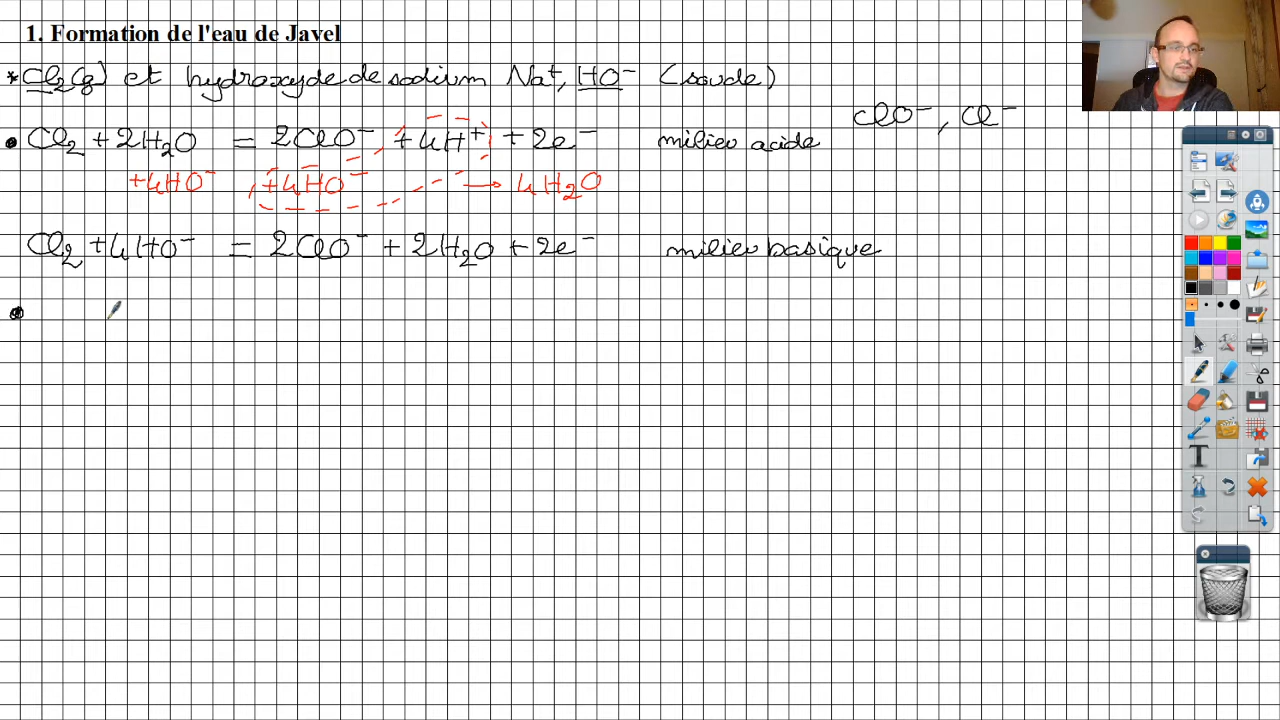 1. Formation de l'eau de Javel
*Cl₂(g) et hydroxyde de sodium Na⁺, HO⁻ (soude)
ClO⁻, Cl⁻
• Cl₂ + 2H₂O = 2ClO⁻ + 4H⁺ + 2e⁻ milieu acide
+4HO⁻ +4HO⁻ → 4H₂O
Cl₂ + 4HO⁻ = 2ClO⁻ + 2H₂O + 2e⁻ milieu basique
•
T